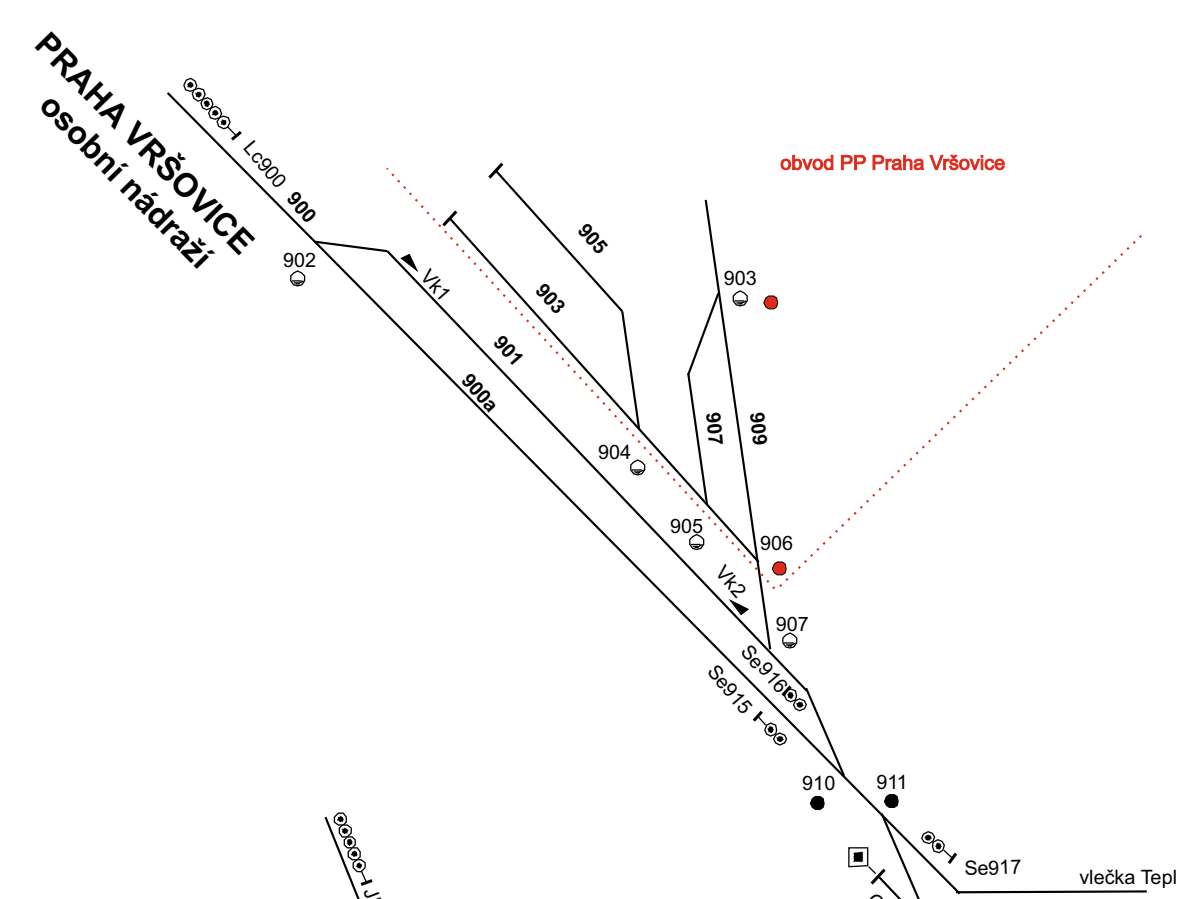 PRAHA VRŠOVICE
osobní nádraží
Lc900
900
902
Vk1
905
903
901
900a
obvod PP Praha Vršovice
903
907
909
904
905
906
Vk2
907
Se916
Se915
910
911
Se917
vlečka Tepl